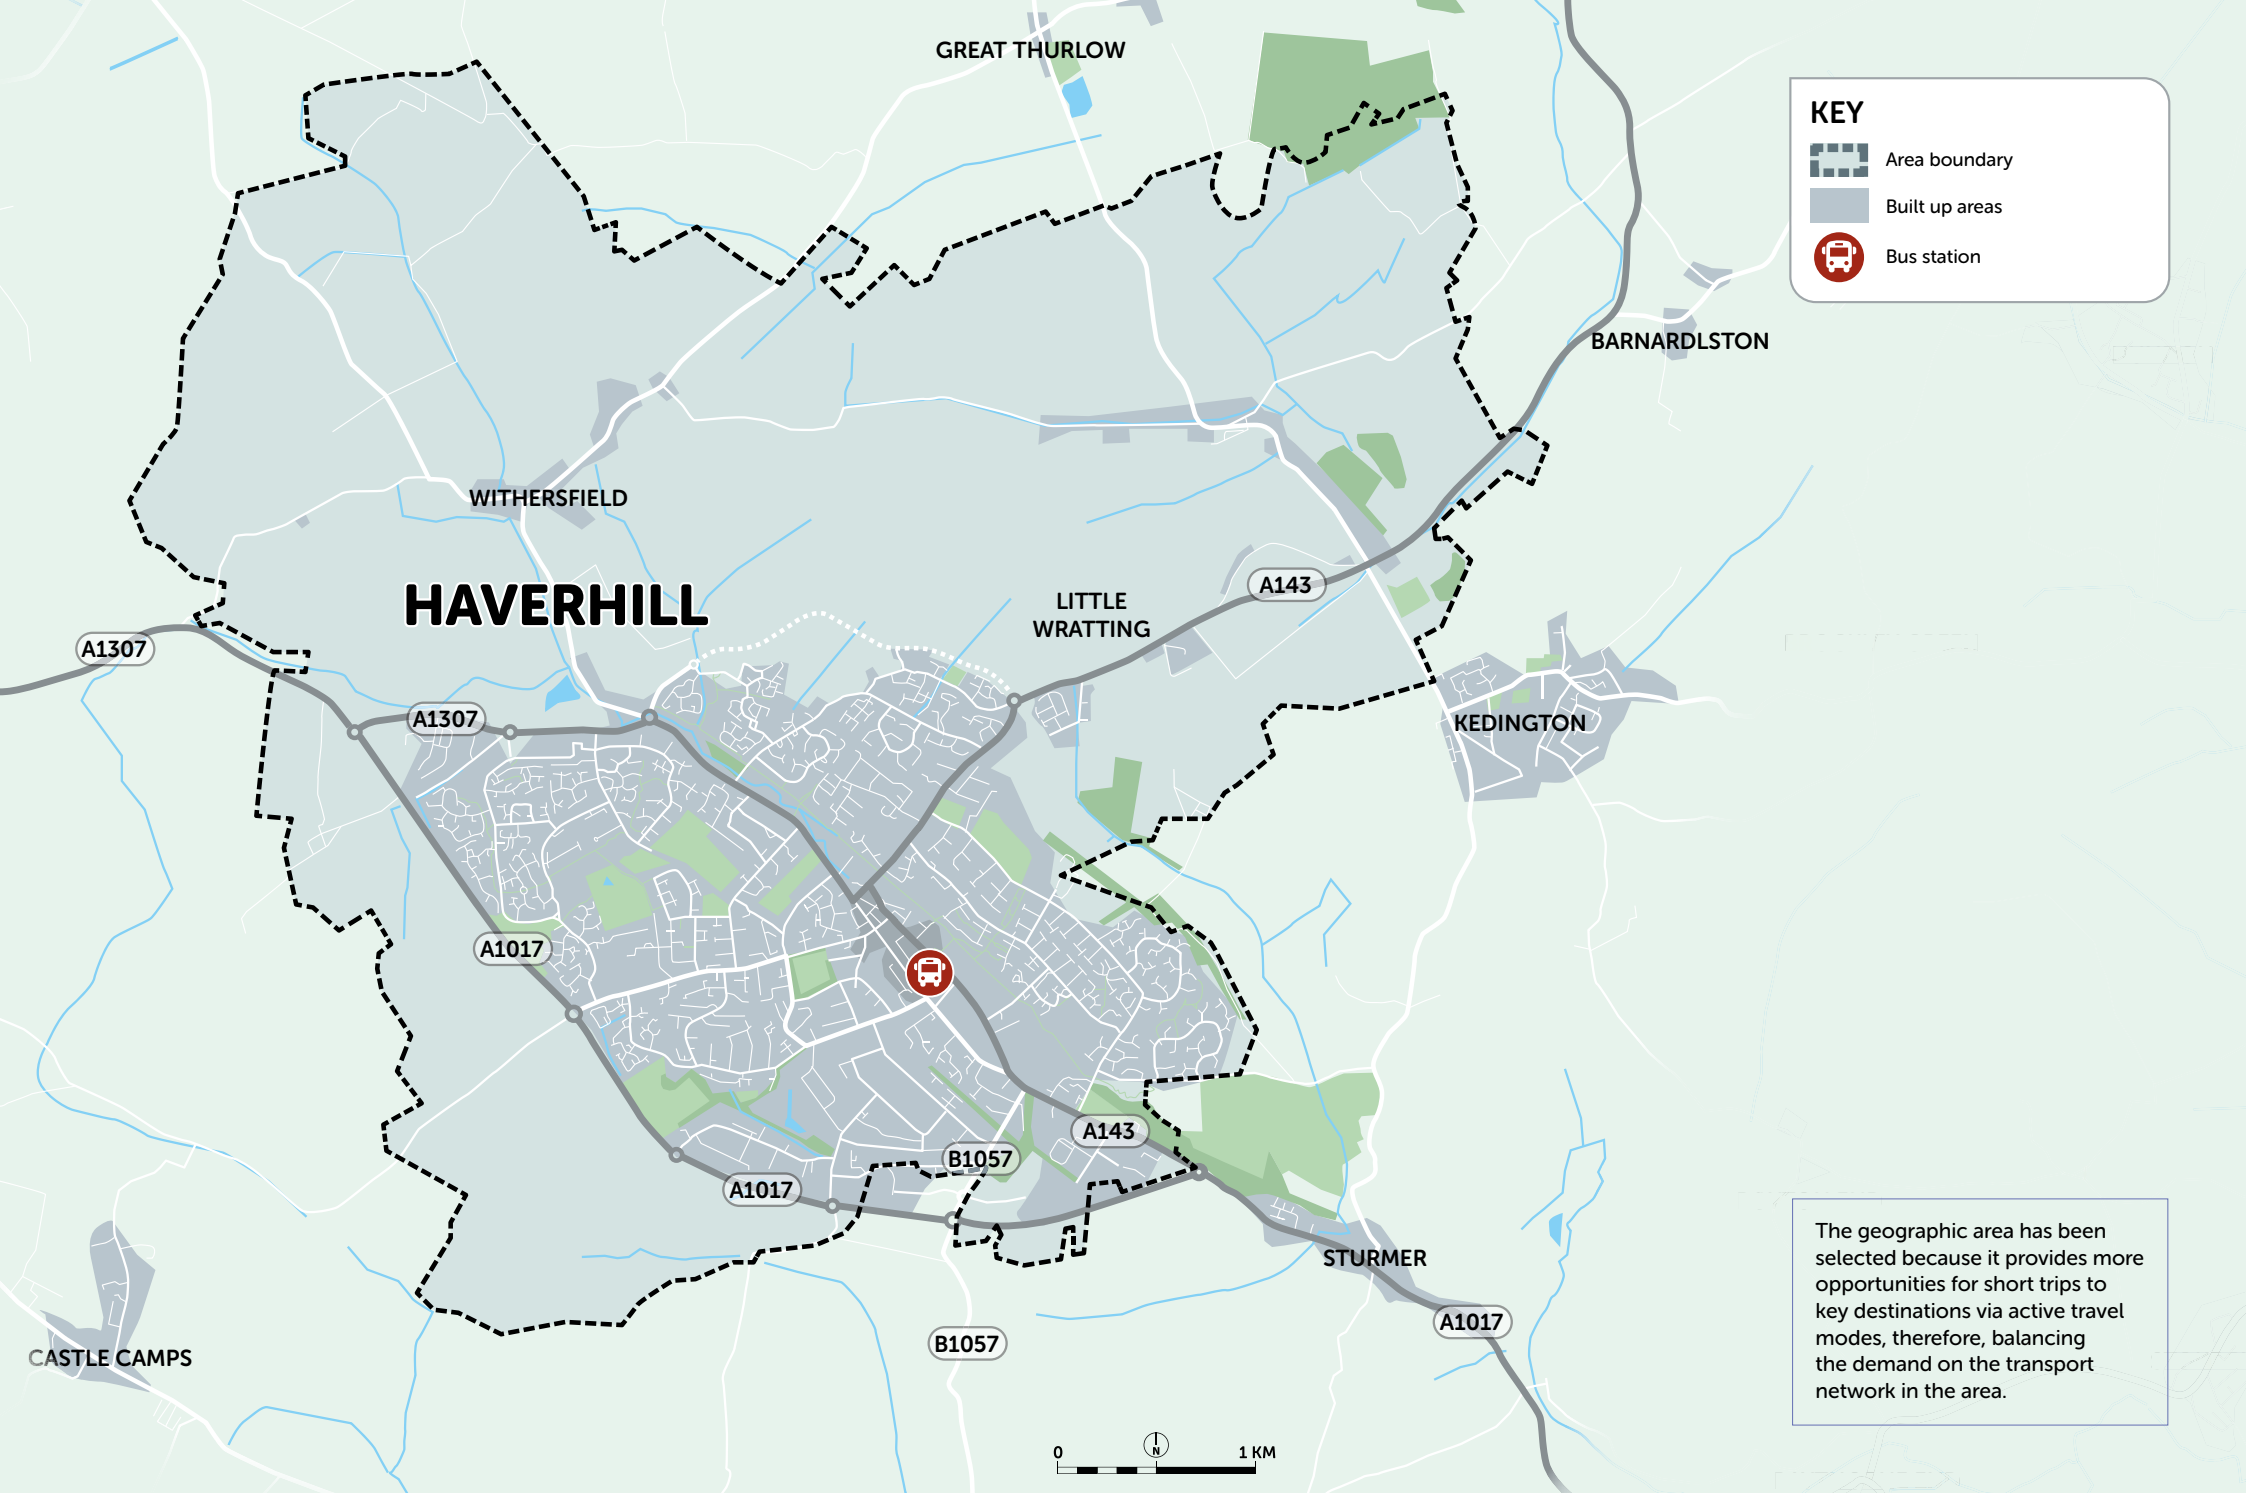 GREAT THURLOW
KEY
Area boundary
Built up areas
Bus station
BARNARDLSTON
WITHERSFIELD
HAVERHILL
LITTLE
WRATTING
A143
A1307
A1307
KEDINGTON
A1017
A143
B1057
A1017
STURMER
A1017
B1057
CASTLE CAMPS
The geographic area has been
selected because it provides more
opportunities for short trips to
key destinations via active travel
modes, therefore, balancing
the demand on the transport
network in the area.
N
0 1 KM